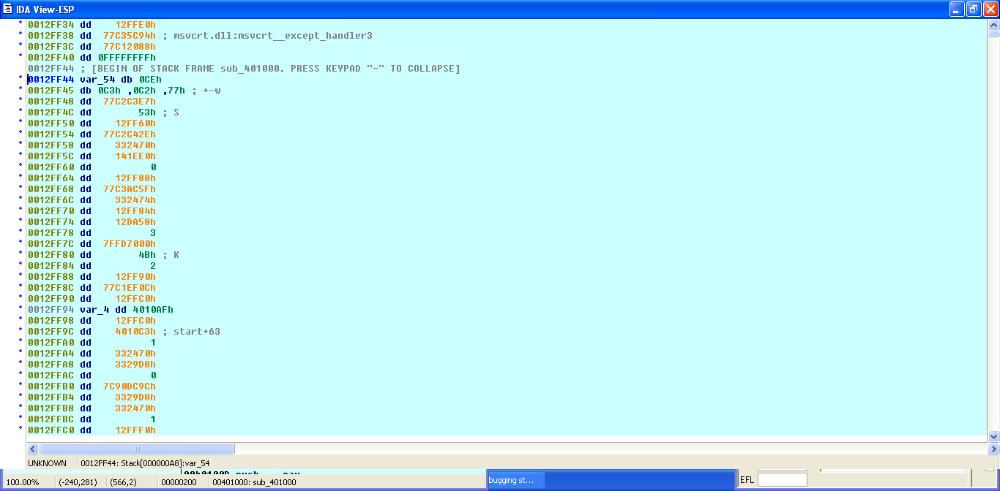 IDA View-ESP
0012FF34 dd 12FFE0h
0012FF38 dd 77C35C94h ; msvcrt.dll:msvcrt__except_handler3
0012FF3C dd 77C12088h
0012FF40 dd 0FFFFFFFFh
0012FF44 ; [BEGIN OF STACK FRAME sub_401000. PRESS KEYPAD "-" TO COLLAPSE]
0012FF44 var_54 db 0CEh
0012FF45 db 0C3h ,0C2h ,77h ; +-w
0012FF48 dd 77C2C3E7h
0012FF4C dd 53h ; S
0012FF50 dd 12FF60h
0012FF54 dd 77C2C42Eh
0012FF58 dd 332470h
0012FF5C dd 141EE0h
0012FF60 dd 0
0012FF64 dd 12FF88h
0012FF68 dd 77C3AC5Fh
0012FF6C dd 332474h
0012FF70 dd 12FF84h
0012FF74 dd 12DA58h
0012FF78 dd 3
0012FF7C dd 7FFD7000h
0012FF80 dd 4Bh ; K
0012FF84 dd 2
0012FF88 dd 12FF90h
0012FF8C dd 77C1EF0Ch
0012FF90 dd 12FFC0h
0012FF94 var_4 dd 4010AFh
0012FF98 dd 12FFC0h
0012FF9C dd 4010C3h ; start+63
0012FFA0 dd 1
0012FFA4 dd 332470h
0012FFA8 dd 3329D8h
0012FFAC dd 0
0012FFB0 dd 7C90DC9Ch
0012FFB4 dd 3329D8h
0012FFB8 dd 332470h
0012FFBC dd 1
0012FFC0 dd 12FFF0h
UNKNOWN 0012FF44: Stack[000000A8]:var_54
100.00% (-240,281) (566,2) 00000200 00401000: sub_401000
bugging st...
EFL